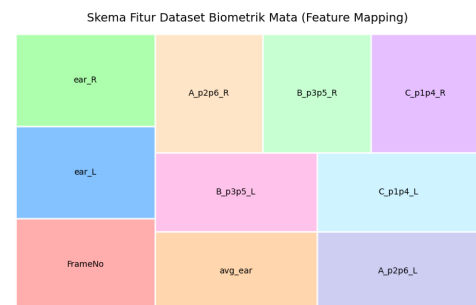 Skema Fitur Dataset Biometrik Mata (Feature Mapping)
ear_R
A_p2p6_R
B_p3p5_R
C_p1p4_R
ear_L
B_p3p5_L
C_p1p4_L
FrameNo
avg_ear
A_p2p6_L